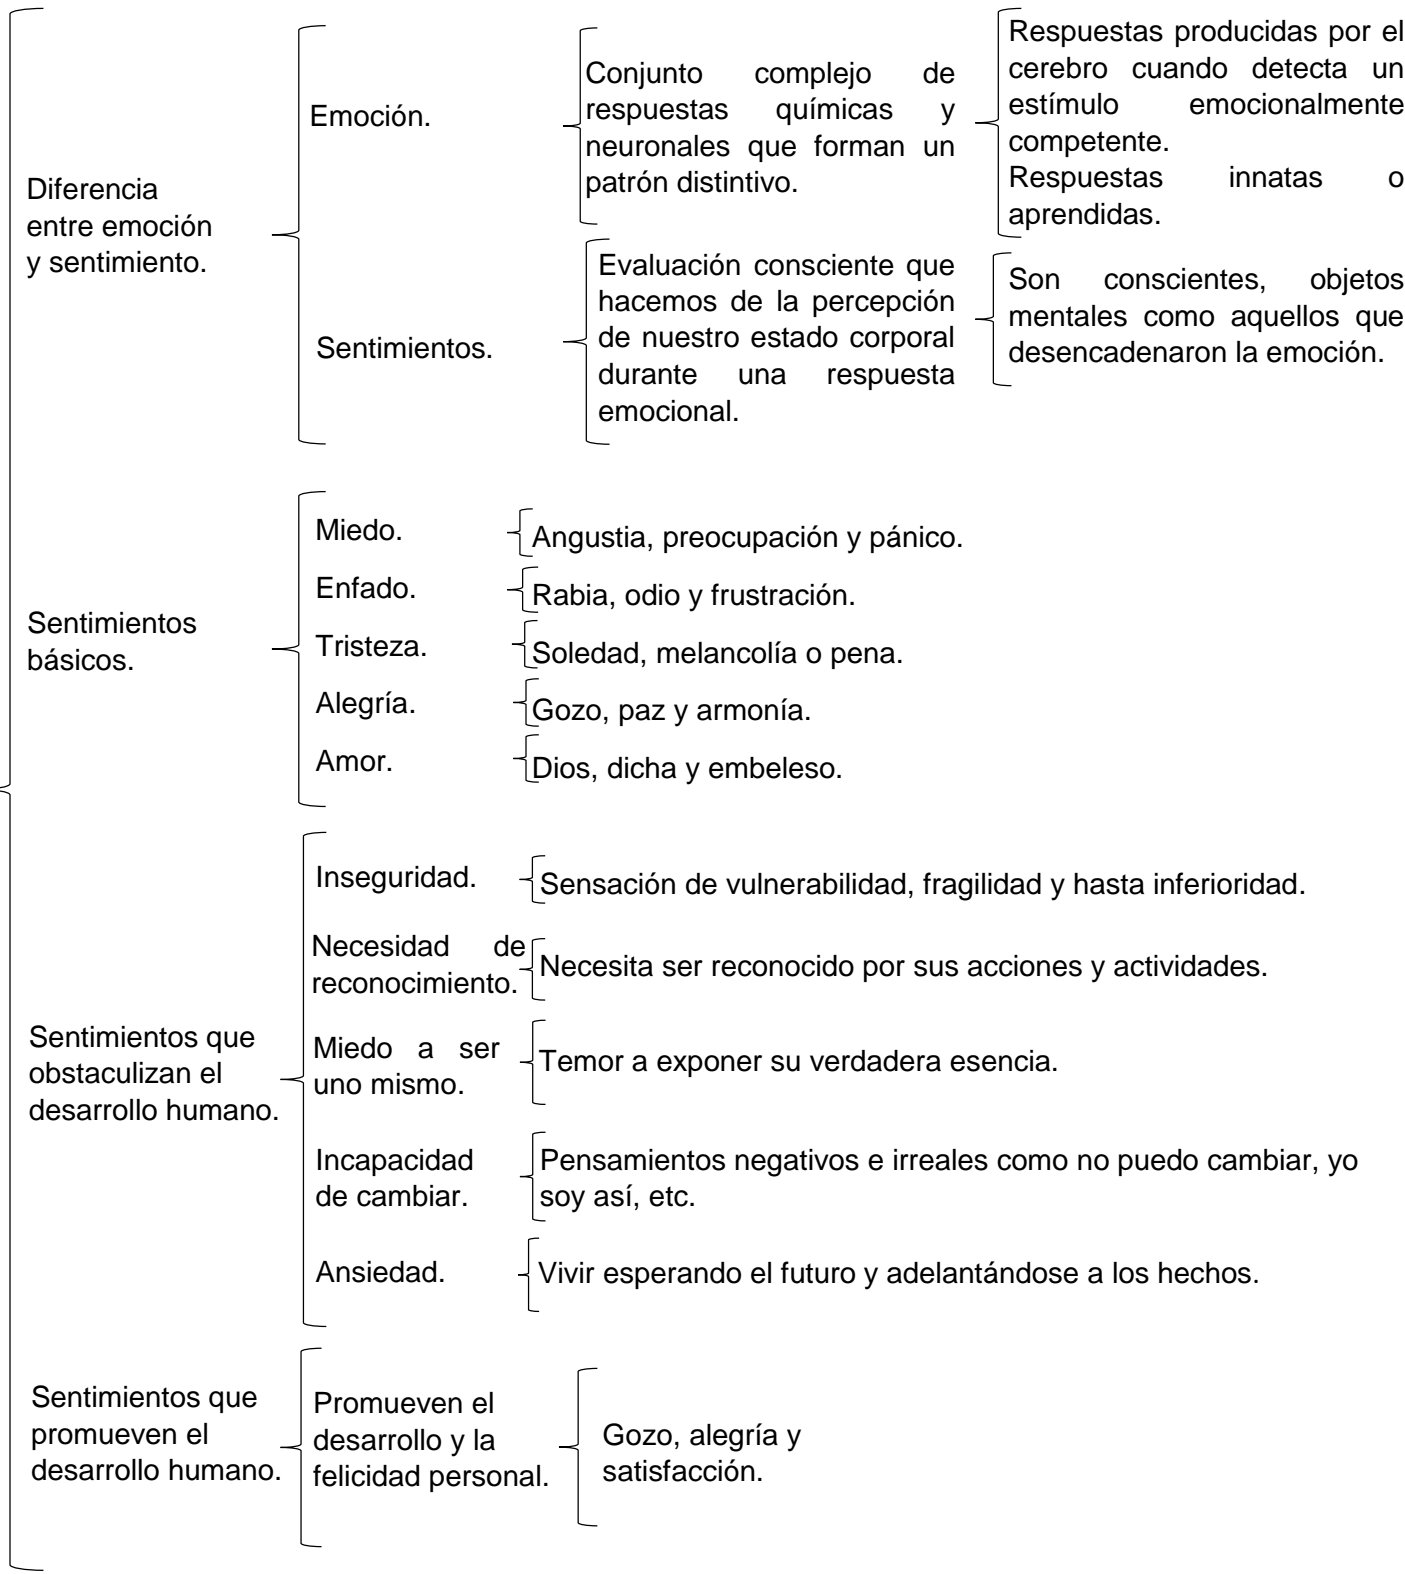 Diferencia
entre emoción
y sentimiento.
Emoción.
Conjunto complejo de
respuestas químicas y
neuronales que forman un
patrón distintivo.
Respuestas producidas por el
cerebro cuando detecta un
estímulo emocionalmente
competente.
Respuestas innatas o
aprendidas.
Sentimientos.
Evaluación consciente que
hacemos de la percepción
de nuestro estado corporal
durante una respuesta
emocional.
Son conscientes, objetos
mentales como aquellos que
desencadenaron la emoción.
Sentimientos
básicos.
Miedo.
Angustia, preocupación y pánico.
Enfado.
Rabia, odio y frustración.
Tristeza.
Soledad, melancolía o pena.
Alegría.
Gozo, paz y armonía.
Amor.
Dios, dicha y embeleso.
Sentimientos que
obstaculizan el
desarrollo humano.
Inseguridad.
Sensación de vulnerabilidad, fragilidad y hasta inferioridad.
Necesidad de
reconocimiento.
Necesita ser reconocido por sus acciones y actividades.
Miedo a ser
uno mismo.
Temor a exponer su verdadera esencia.
Incapacidad
de cambiar.
Pensamientos negativos e irreales como no puedo cambiar, yo
soy así, etc.
Ansiedad.
Vivir esperando el futuro y adelantándose a los hechos.
Sentimientos que
promueven el
desarrollo humano.
Promueven el
desarrollo y la
felicidad personal.
Gozo, alegría y
satisfacción.